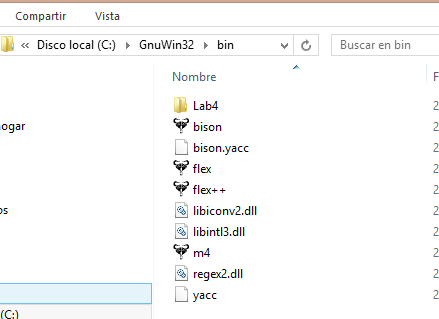 Compartir Vista
« Disco local (C:) GnuWin32 bin Buscar en bin
Nombre F
Lab4 2
ogar bison 2
bison.yacc 2
flex 2
os flex++ 2
libiconv2.dll 2
libintl3.dll 2
m4 2
regex2.dll 2
yacc 2
(C:)